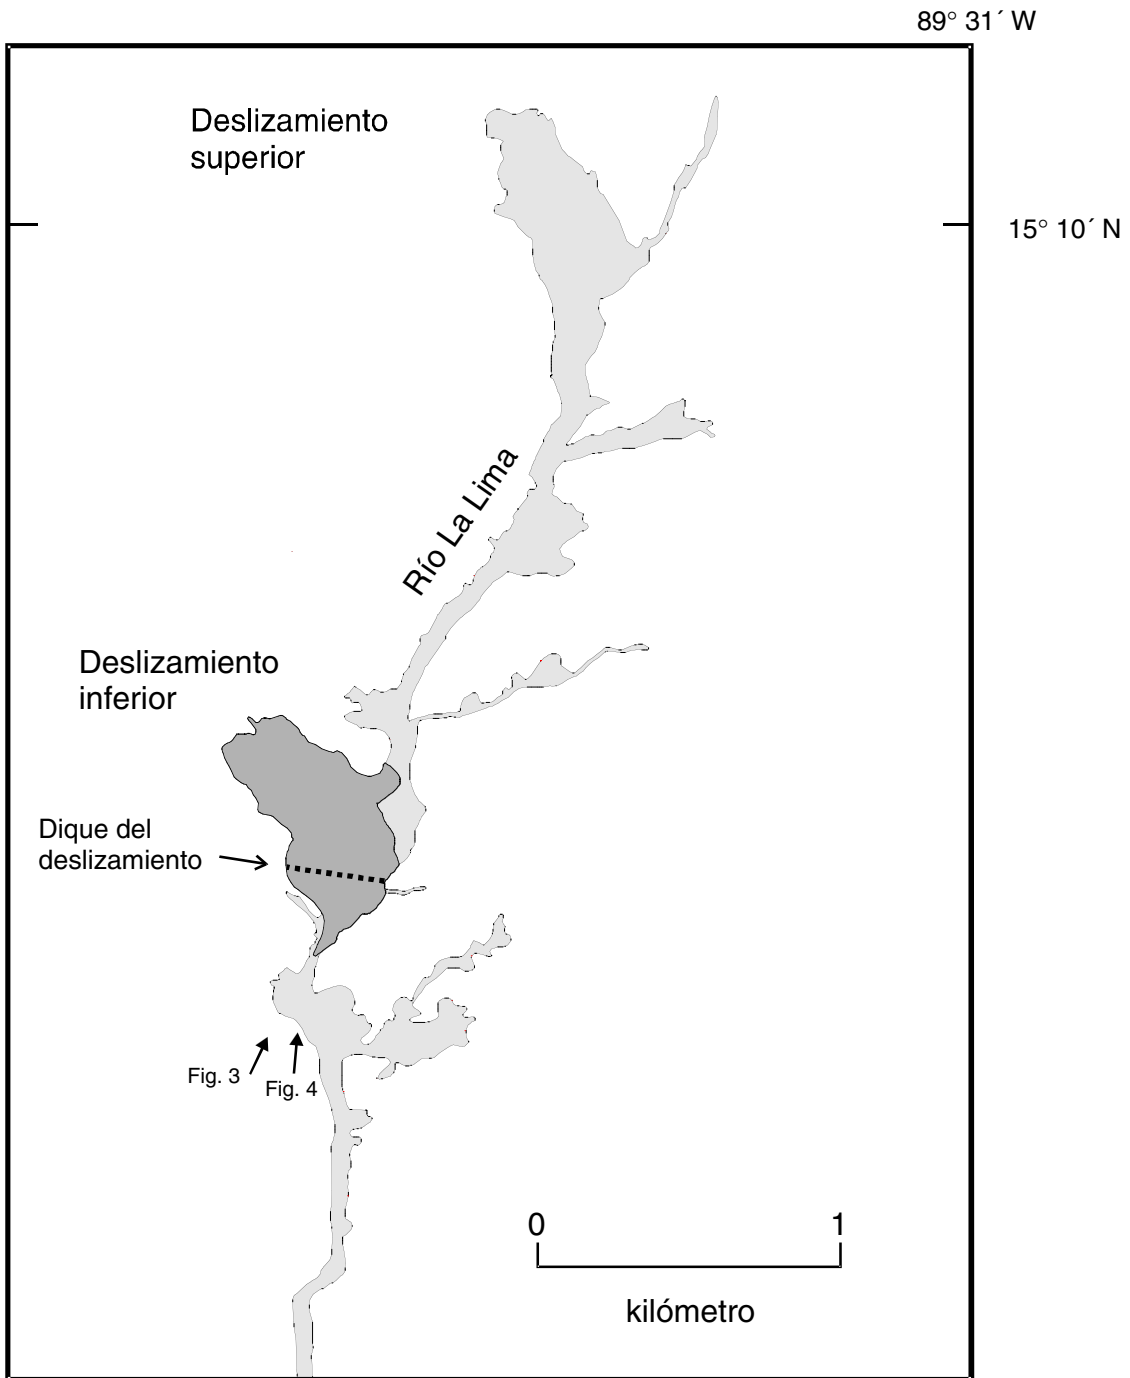 89° 31´ W
Deslizamiento
superior
15° 10´ N
Río La Lima
Deslizamiento
inferior
Dique del
deslizamiento
Fig. 3
Fig. 4
0 1
kilómetro